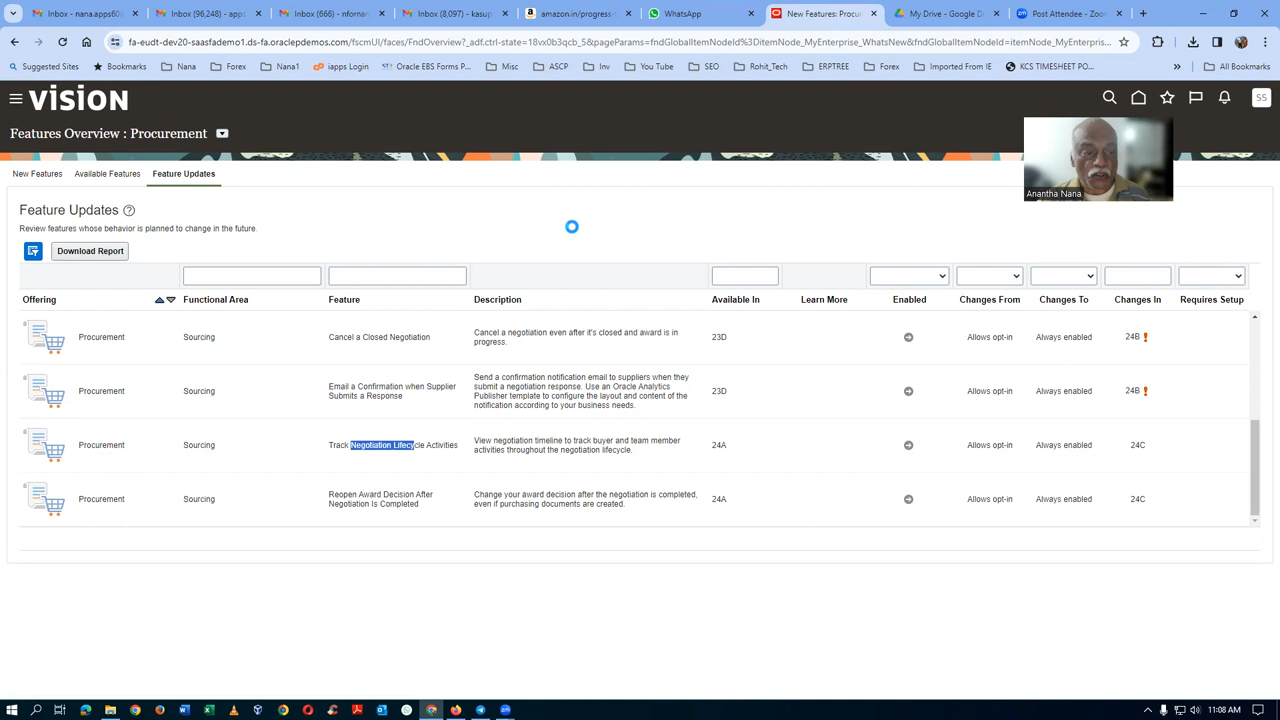 Inbox - nana.apps60@
Inbox (96,248) - apps
Inbox (666) - nfornan
Inbox (8,097) - kasup
amazon.in/progress-
WhatsApp
New Features: Procu
My Drive - Google D
Post Attendee - Zoo
fa-eudt-dev20-saasfademo1.ds-fa.oraclepdemos.com/fscmUI/faces/FndOverview?_adf.ctrl-state=18vx0b3qcb_5&pageParams=fndGlobalItemNodeId%3DitemNode_MyEnterprise_WhatsNew&fndGlobalItemNodeId=itemNode_MyEnterpris...
Suggested Sites
Bookmarks
Nana
Forex
Nana1
iapps Login
Oracle EBS Forms P...
Misc
ASCP
Inv
You Tube
SEO
Rohit_Tech
ERPTREE
Forex
Imported From IE
KCS TIMESHEET PO...
All Bookmarks
VISION
SS
Features Overview : Procurement
Anantha Nana
New Features Available Features Feature Updates
Feature Updates
Review features whose behavior is planned to change in the future.
Download Report
Offering Functional Area Feature Description Available In Learn More Enabled Changes From Changes To Changes In Requires Setup
Procurement Sourcing Cancel a Closed Negotiation
Cancel a negotiation even after it's closed and award is in
progress.
23D Allows opt-in Always enabled 24B
Procurement Sourcing
Email a Confirmation when Supplier
Submits a Response
Send a confirmation notification email to suppliers when they
submit a negotiation response. Use an Oracle Analytics
Publisher template to configure the layout and content of the
notification according to your business needs.
23D Allows opt-in Always enabled 24B
Procurement Sourcing Track Negotiation Lifecycle Activities
View negotiation timeline to track buyer and team member
activities throughout the negotiation lifecycle.
24A Allows opt-in Always enabled 24C
Procurement Sourcing
Reopen Award Decision After
Negotiation Is Completed
Change your award decision after the negotiation is completed,
even if purchasing documents are created.
24A Allows opt-in Always enabled 24C
11:08 AM